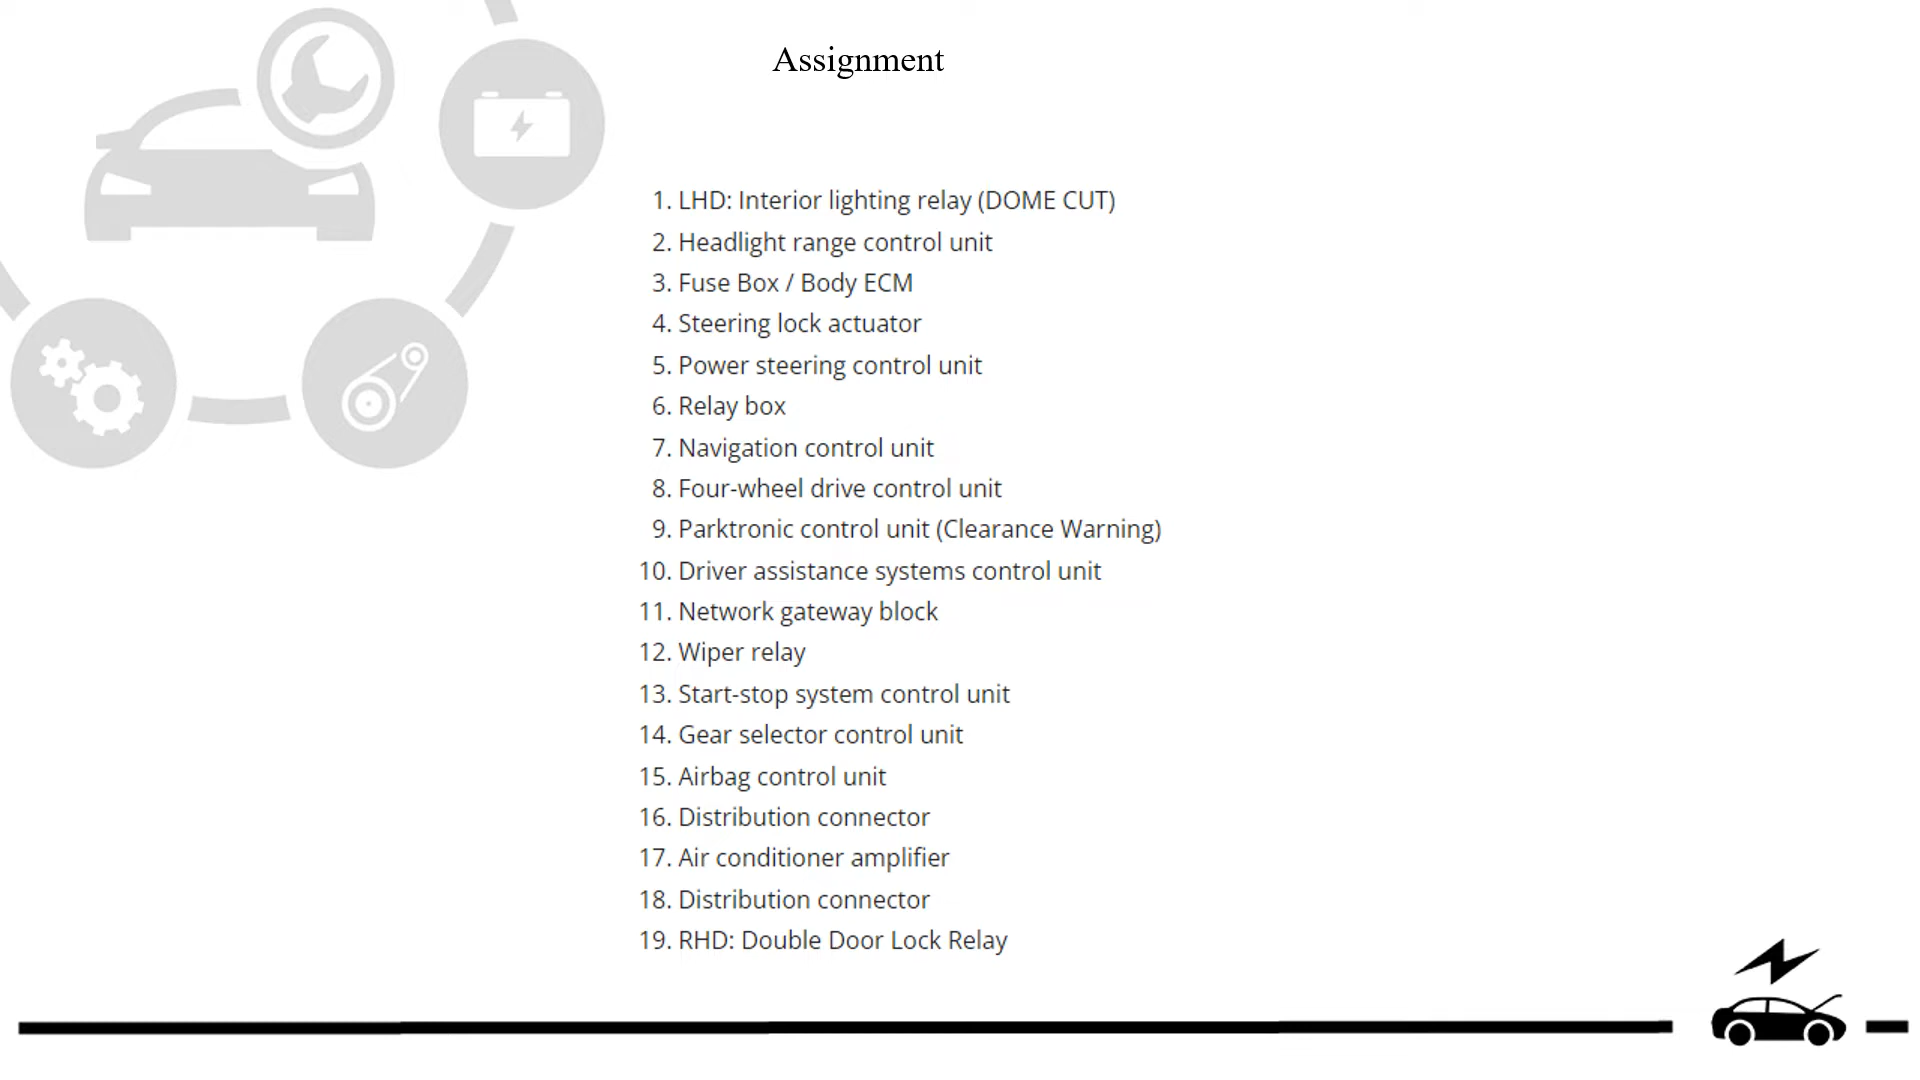 Assignment
1. LHD: Interior lighting relay (DOME CUT)
2. Headlight range control unit
3. Fuse Box / Body ECM
4. Steering lock actuator
5. Power steering control unit
6. Relay box
7. Navigation control unit
8. Four-wheel drive control unit
9. Parktronic control unit (Clearance Warning)
10. Driver assistance systems control unit
11. Network gateway block
12. Wiper relay
13. Start-stop system control unit
14. Gear selector control unit
15. Airbag control unit
16. Distribution connector
17. Air conditioner amplifier
18. Distribution connector
19. RHD: Double Door Lock Relay